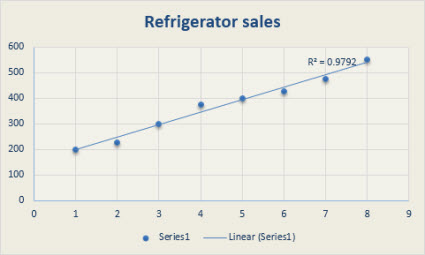 Refrigerator sales
600
500
400
300
200
100
0
R² = 0.9792
0 1 2 3 4 5 6 7 8 9
Series1 Linear (Series1)